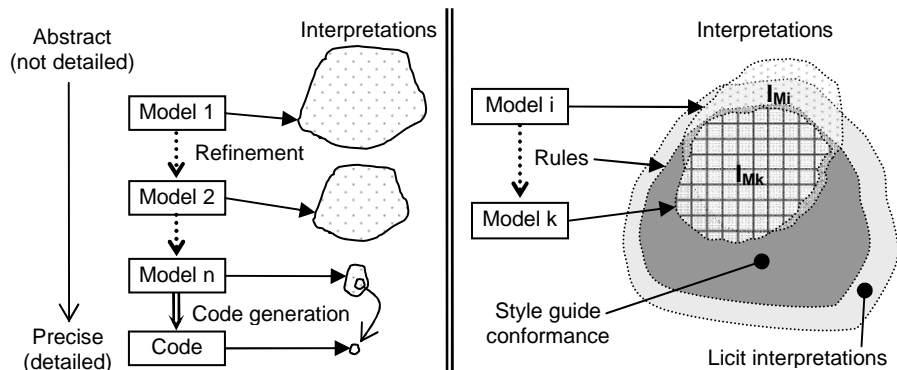 Abstract
(not detailed)
Interpretations
Model 1
Refinement
Model 2
Model n
Code generation
Precise
(detailed)
Code
Interpretations
Model i
I_Mi
Rules
I_Mk
Model k
Style guide
conformance
Licit interpretations